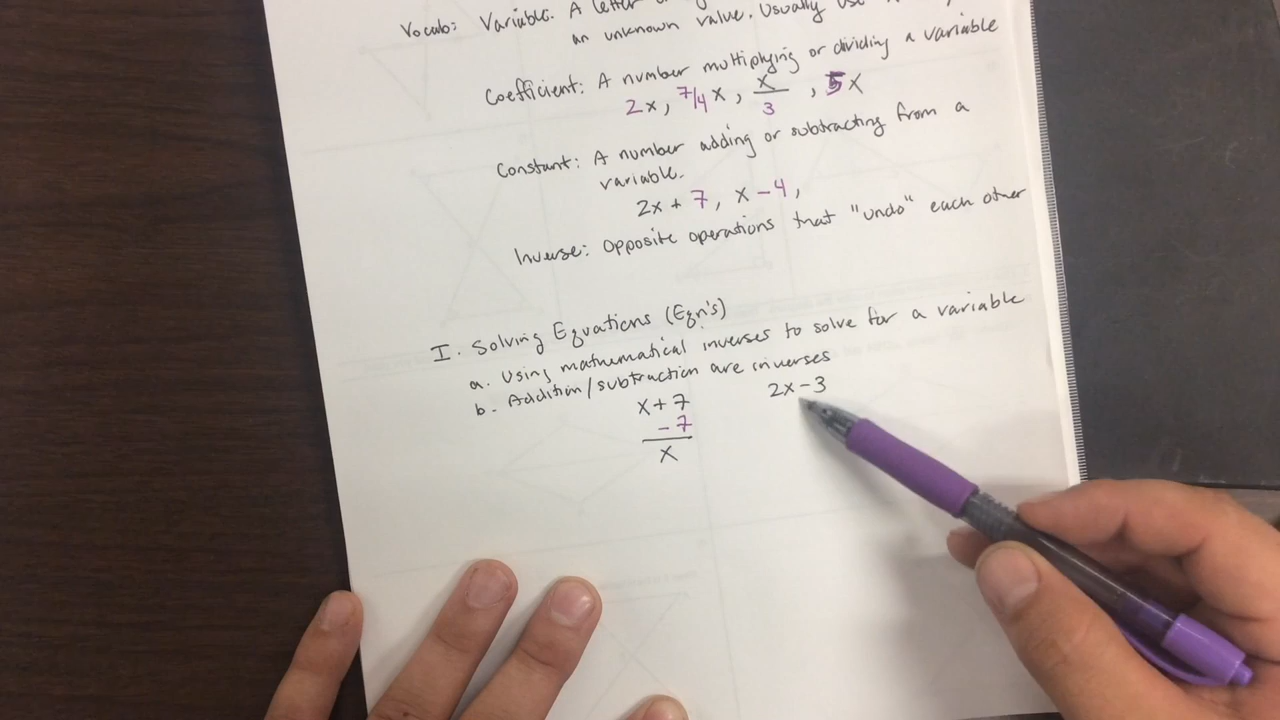 Vocab: Variable. A letter
an unknown value. Usually use
Coefficient: A number multiplying or dividing a variable
2x, 7/4 x, x/3, 5x
Constant: A number adding or subtracting from a
variable.
2x + 7, x - 4,
Inverse: Opposite operations that "undo" each other
I. Solving Equations (Eqn's)
a. Using mathematical inverses to solve for a variable
b. Addition/subtraction are inverses
x + 7 2x - 3
- 7
x